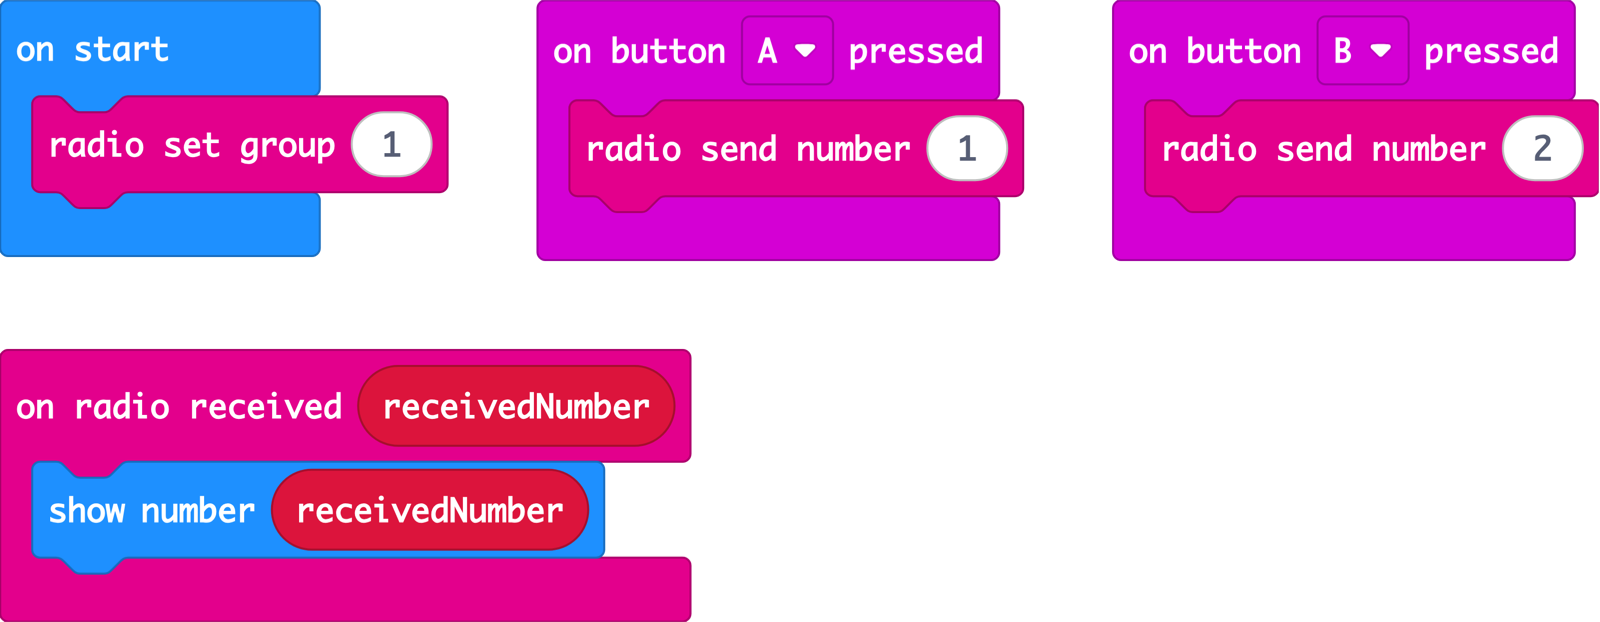 on start
radio set group 1
on button A pressed
radio send number 1
on button B pressed
radio send number 2
on radio received receivedNumber
show number receivedNumber